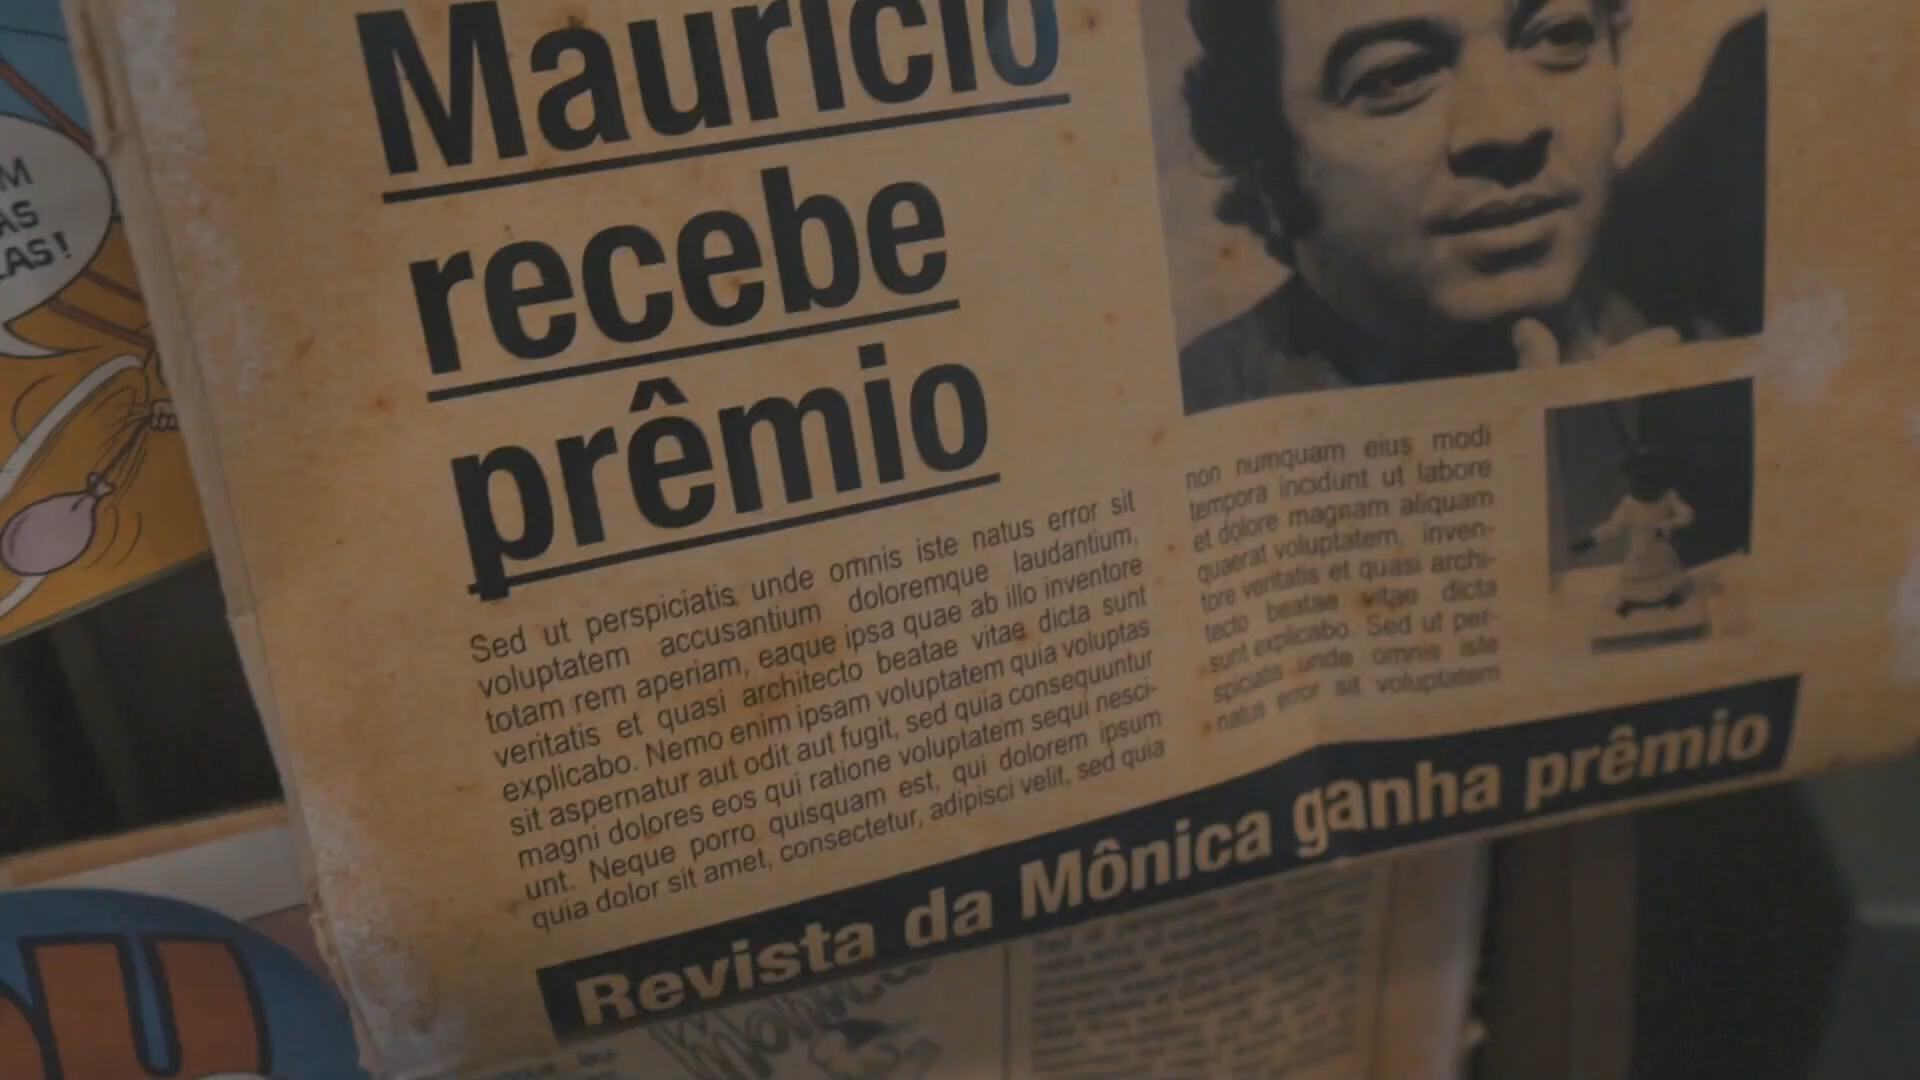 M
AS
LAS!
Mauricio
recebe
prêmio
Sed ut perspiciatis unde omnis iste natus error sit
voluptatem accusantium doloremque laudantium,
totam rem aperiam, eaque ipsa quae ab illo inventore
veritatis et quasi architecto beatae vitae dicta sunt
explicabo. Nemo enim ipsam voluptatem quia voluptas
sit aspernatur aut odit aut fugit, sed quia consequuntur
magni dolores eos qui ratione voluptatem sequi nesci-
unt. Neque porro quisquam est, qui dolorem ipsum
quia dolor sit amet, consectetur, adipisci velit, sed quia
non numquam eius modi
tempora incidunt ut labore
et dolore magnam aliquam
quaerat voluptatem. inven-
tore veritatis et quasi archi-
tecto beatae vitae dicta
sunt explicabo. Sed ut per-
spiciatis unde omnis iste
natus error sit voluptatem
Revista da Mônica ganha prêmio
Mônica